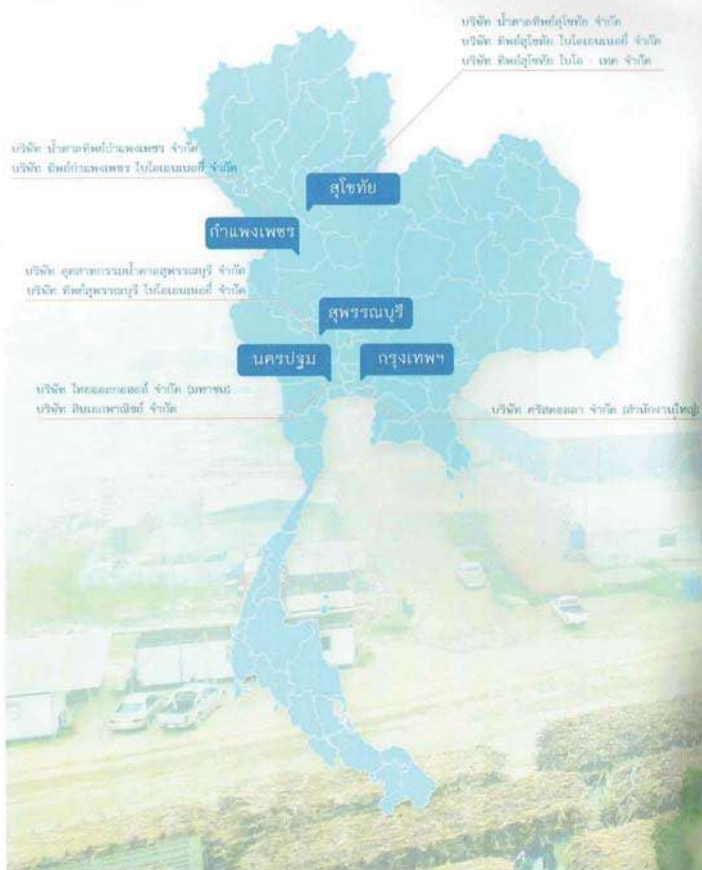 บริษัท น้ำตาลทิพย์สุโขทัย จำกัด
บริษัท ทิพย์สุโขทัย ไบโอเอนเนอยี่ จำกัด
บริษัท ทิพย์สุโขทัย ไบโอ - เทค จำกัด
บริษัท น้ำตาลทิพย์กำแพงเพชร จำกัด
บริษัท ทิพย์กำแพงเพชร ไบโอเอนเนอยี่ จำกัด
สุโขทัย
กำแพงเพชร
บริษัท อุตสาหกรรมน้ำตาลสุพรรณบุรี จำกัด
บริษัท ทิพย์สุพรรณบุรี ไบโอเอนเนอยี่ จำกัด
สุพรรณบุรี
นครปฐม
กรุงเทพฯ
บริษัท ไทยแอลกอฮอล์ จำกัด (มหาชน)
บริษัท สิมเอกพาณิชย์ จำกัด
บริษัท คริสตอลลา จำกัด (สำนักงานใหญ่)